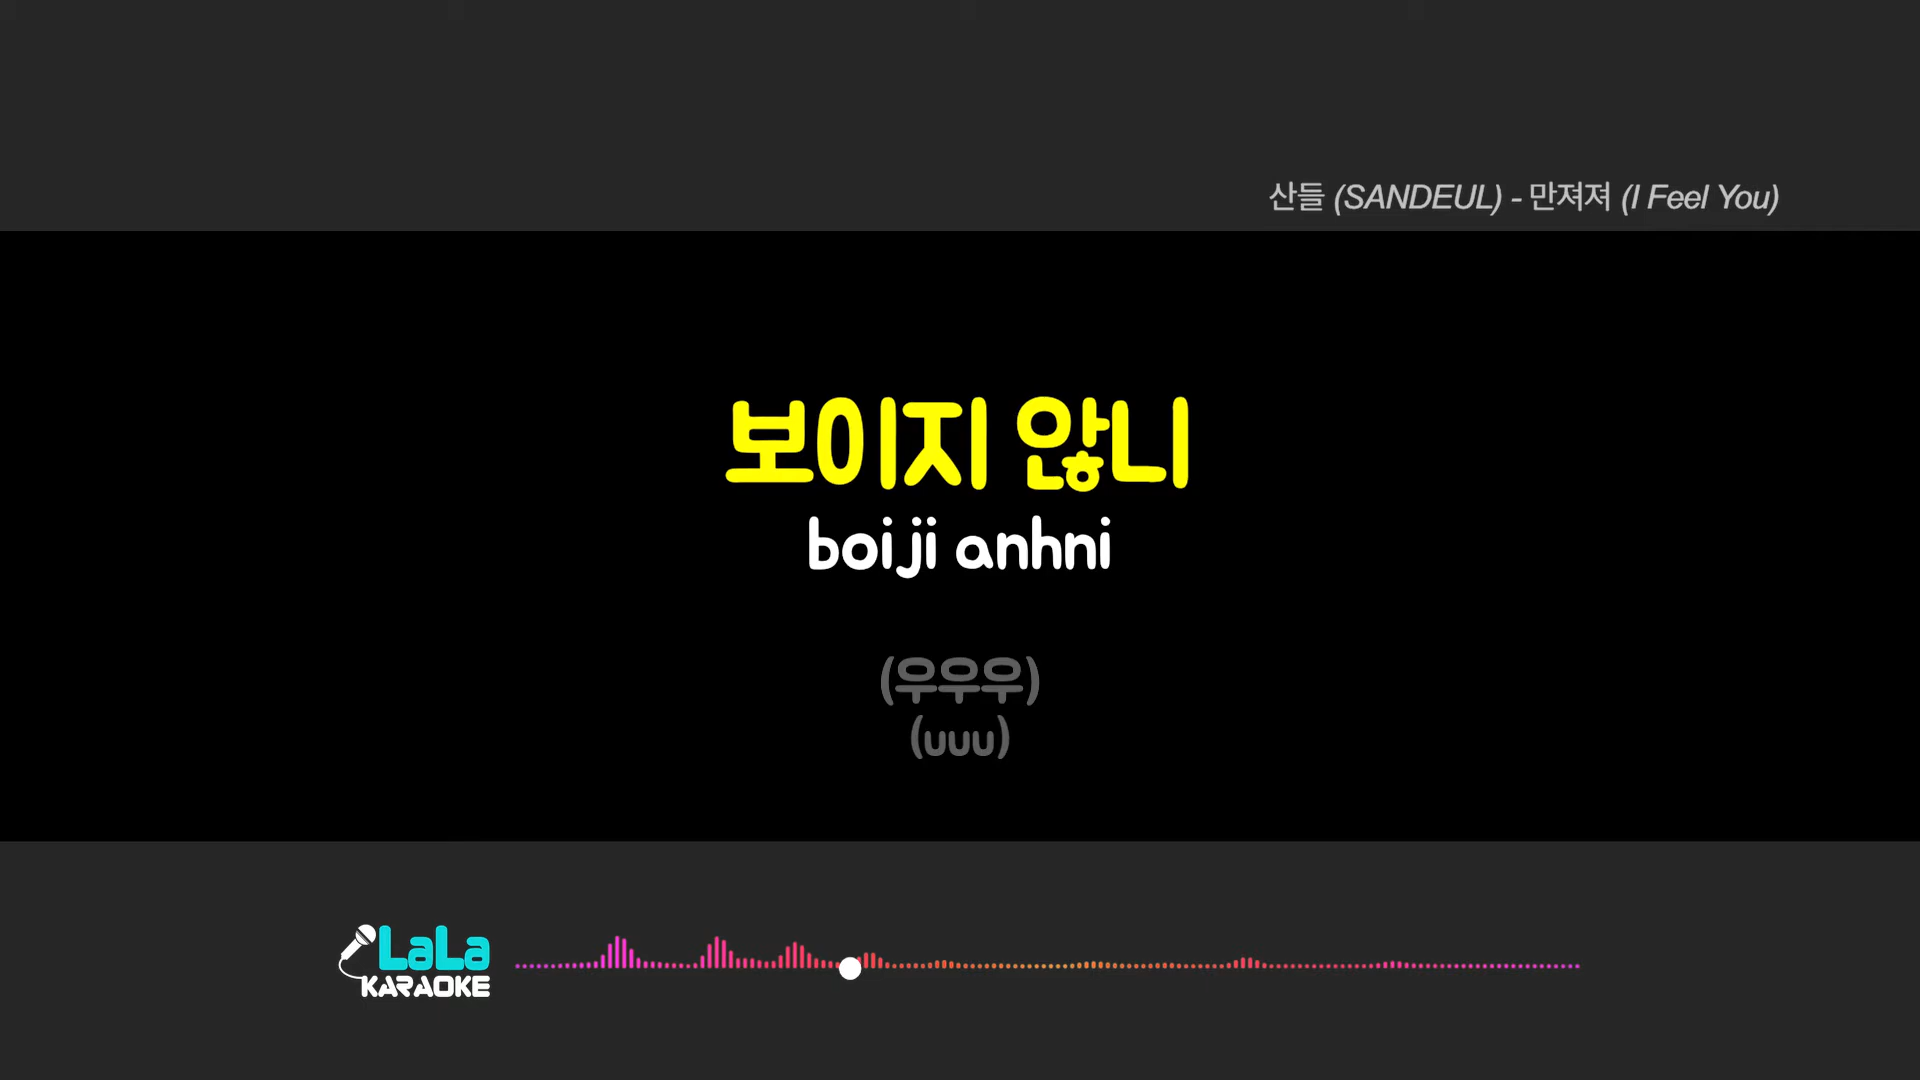 산들 (SANDEUL) - 만져져 (I Feel You)
보이지 않니
boiji anhni
(우우우)
(uuu)
LaLa
KARAOKE